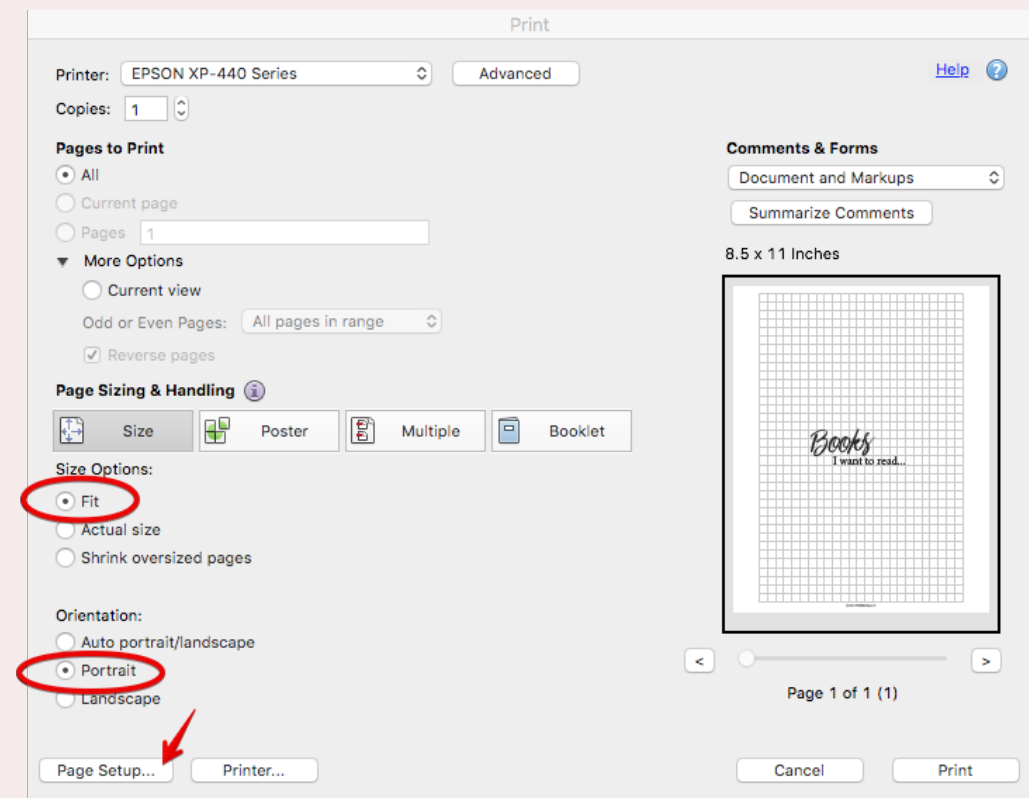 Print
Printer: EPSON XP-440 Series Advanced Help ?
Copies: 1
Pages to Print
All
Current page
Pages 1
More Options
Current view
Odd or Even Pages: All pages in range
Reverse pages
Page Sizing & Handling i
Size Poster Multiple Booklet
Size Options:
Fit
Actual size
Shrink oversized pages
Orientation:
Auto portrait/landscape
Portrait
Landscape
Page Setup... Printer...
Comments & Forms
Document and Markups
Summarize Comments
8.5 x 11 Inches
Books
I want to read...
< >
Page 1 of 1 (1)
Cancel Print